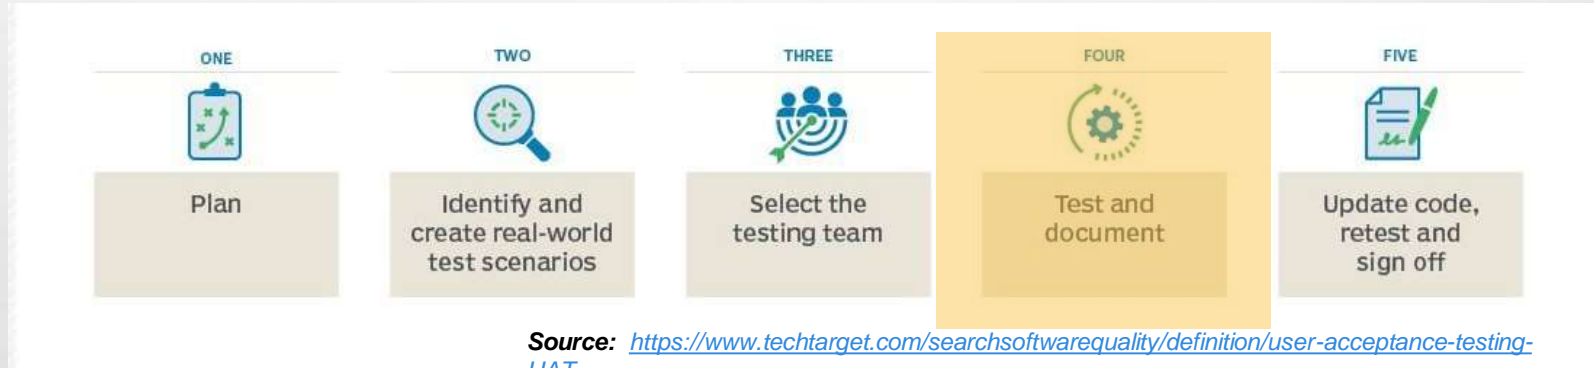 ONE
Plan
TWO
Identify and
create real-world
test scenarios
THREE
Select the
testing team
FOUR
Test and
document
FIVE
Update code,
retest and
sign off
Source: https://www.techtarget.com/searchsoftwarequality/definition/user-acceptance-testing-
UAT